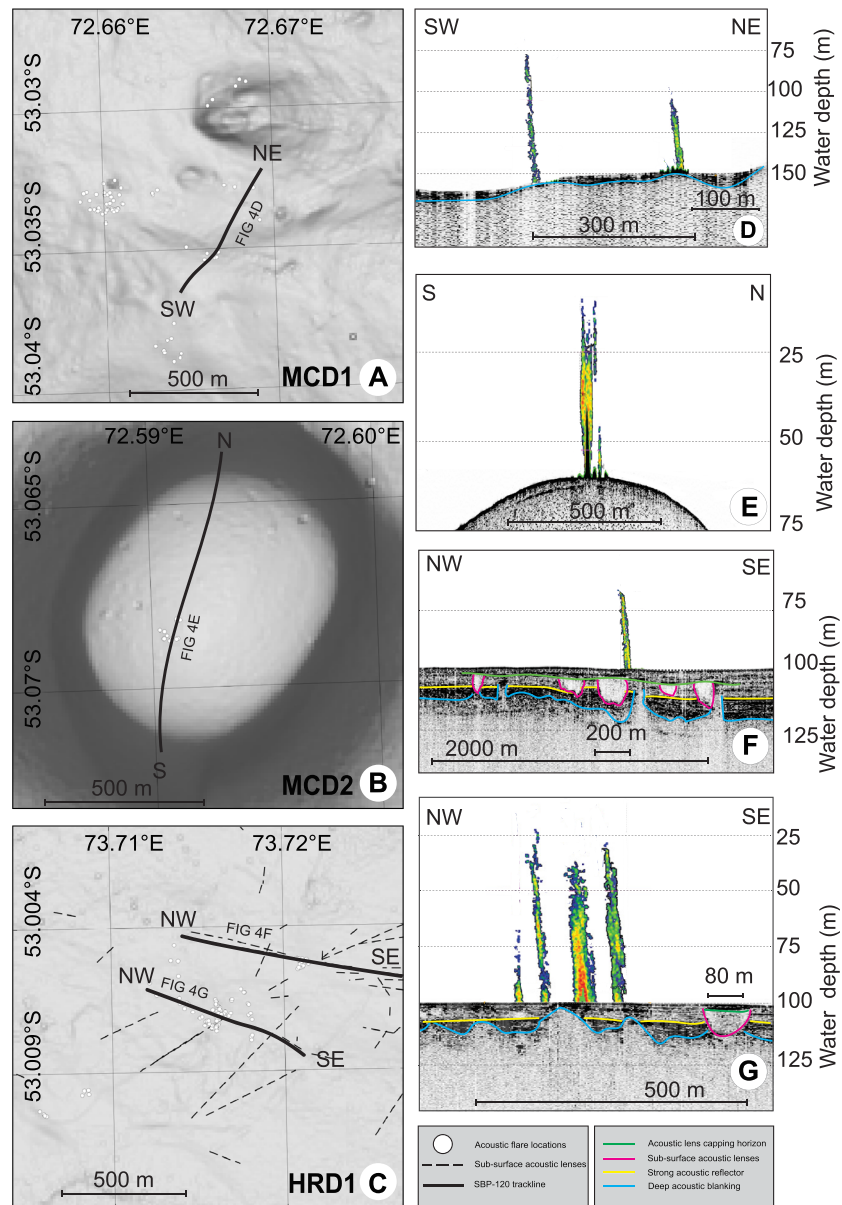 72.66°E 72.67°E
53.03°S
53.035°S
53.04°S
NE
FIG 4D
SW
500 m
MCD1 A
72.59°E 72.60°E
53.065°S
53.07°S
N
FIG 4E
S
500 m
MCD2 B
73.71°E 73.72°E
53.004°S
53.009°S
NW
FIG 4F
SE
NW
FIG 4G
SE
500 m
HRD1 C
SW NE
75
100
125
150
Water depth (m)
100 m
300 m
D
S N
25
50
75
Water depth (m)
500 m
E
NW SE
75
100
125
Water depth (m)
200 m
2000 m
F
NW SE
25
50
75
100
125
Water depth (m)
80 m
500 m
G
Acoustic flare locations
Sub-surface acoustic lenses
SBP-120 trackline
Acoustic lens capping horizon
Sub-surface acoustic lenses
Strong acoustic reflector
Deep acoustic blanking